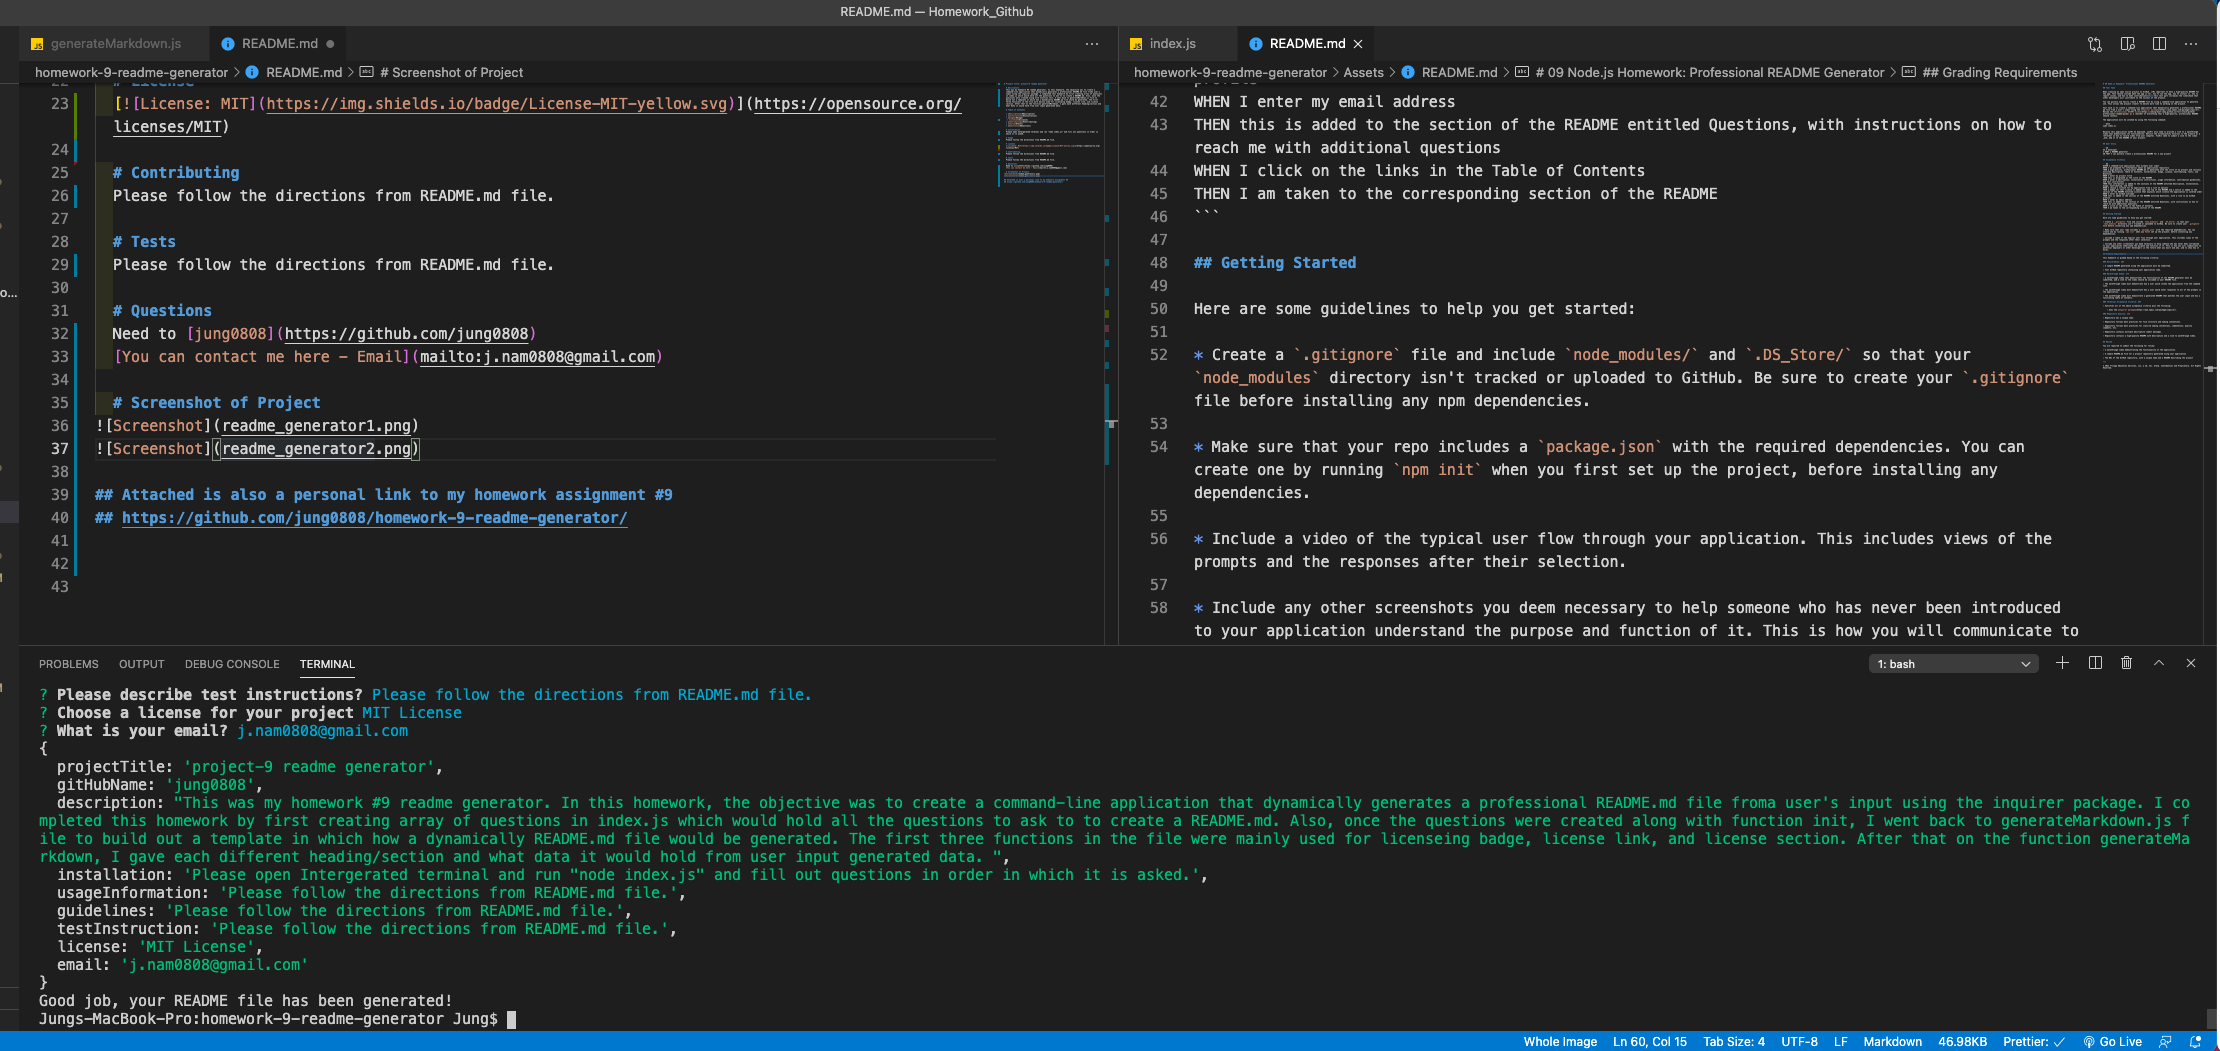 README.md — Homework_Github
generateMarkdown.js
README.md
index.js
README.md
homework-9-readme-generator > README.md > # Screenshot of Project
homework-9-readme-generator > Assets > README.md > # 09 Node.js Homework: Professional README Generator > ## Grading Requirements
22 # License
23 [![License: MIT](https://img.shields.io/badge/License-MIT-yellow.svg)](https://opensource.org/
licenses/MIT)
24
25 # Contributing
26 Please follow the directions from README.md file.
27
28 # Tests
29 Please follow the directions from README.md file.
30
31 # Questions
32 Need to [jung0808](https://github.com/jung0808)
33 [You can contact me here - Email](mailto:j.nam0808@gmail.com)
34
35 # Screenshot of Project
36 ![Screenshot](readme_generator1.png)
37 ![Screenshot](readme_generator2.png)
38
39 ## Attached is also a personal link to my homework assignment #9
40 ## https://github.com/jung0808/homework-9-readme-generator/
41
42
43
42 WHEN I enter my email address
43 THEN this is added to the section of the README entitled Questions, with instructions on how to
reach me with additional questions
44 WHEN I click on the links in the Table of Contents
45 THEN I am taken to the corresponding section of the README
46 ```
47
48 ## Getting Started
49
50 Here are some guidelines to help you get started:
51
52 * Create a `.gitignore` file and include `node_modules/` and `.DS_Store/` so that your
`node_modules` directory isn't tracked or uploaded to GitHub. Be sure to create your `.gitignore`
file before installing any npm dependencies.
53
54 * Make sure that your repo includes a `package.json` with the required dependencies. You can
create one by running `npm init` when you first set up the project, before installing any
dependencies.
55
56 * Include a video of the typical user flow through your application. This includes views of the
prompts and the responses after their selection.
57
58 * Include any other screenshots you deem necessary to help someone who has never been introduced
to your application understand the purpose and function of it. This is how you will communicate to
PROBLEMS OUTPUT DEBUG CONSOLE TERMINAL
1: bash
? Please describe test instructions? Please follow the directions from README.md file.
? Choose a license for your project MIT License
? What is your email? j.nam0808@gmail.com
{
projectTitle: 'project-9 readme generator',
gitHubName: 'jung0808',
description: "This was my homework #9 readme generator. In this homework, the objective was to create a command-line application that dynamically generates a professional README.md file froma user's input using the inquirer package. I co
mpleted this homework by first creating array of questions in index.js which would hold all the questions to ask to to create a README.md. Also, once the questions were created along with function init, I went back to generateMarkdown.js f
ile to build out a template in which how a dynamically README.md file would be generated. The first three functions in the file were mainly used for licenseing badge, license link, and license section. After that on the function generateMa
rkdown, I gave each different heading/section and what data it would hold from user input generated data. ",
installation: 'Please open Intergerated terminal and run "node index.js" and fill out questions in order in which it is asked.',
usageInformation: 'Please follow the directions from README.md file.',
guidelines: 'Please follow the directions from README.md file.',
testInstruction: 'Please follow the directions from README.md file.',
license: 'MIT License',
email: 'j.nam0808@gmail.com'
}
Good job, your README file has been generated!
Jungs-MacBook-Pro:homework-9-readme-generator Jung$
Whole Image Ln 60, Col 15 Tab Size: 4 UTF-8 LF Markdown 46.98KB Prettier: ✓ Go Live